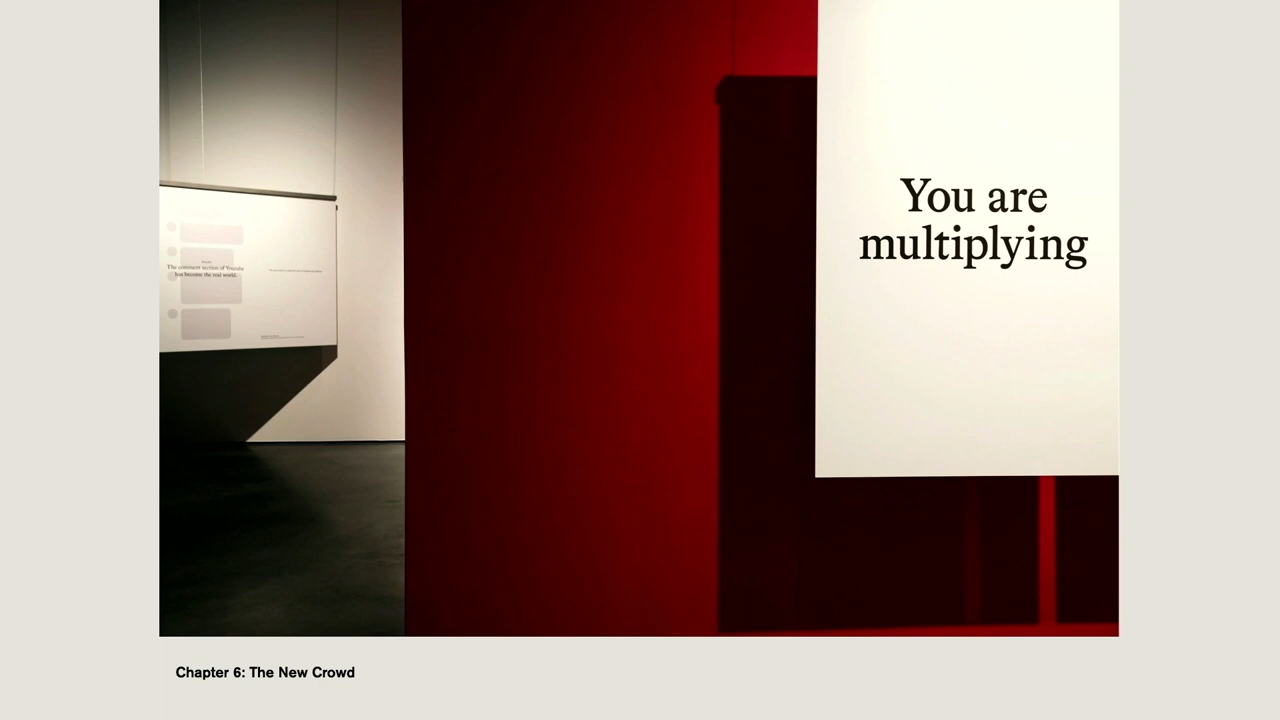 The comment section of Youtube
has become the real world.
You are
multiplying
Chapter 6: The New Crowd